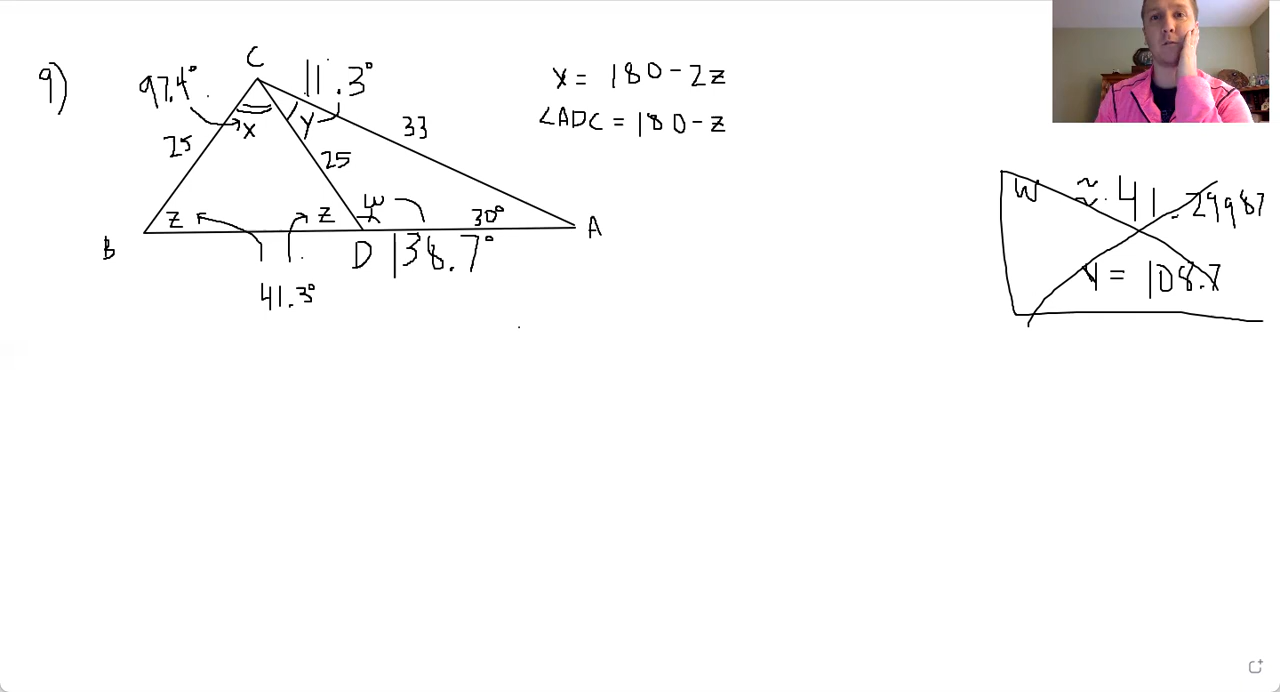 9)
C
97.4°
11.3°
x = 180 - 2z
∠ADC = 180 - z
x
y
33
25
25
w
z
z
30°
A
B
D
138.7°
41.3°
w ≈ 41.29987
y = 108.7